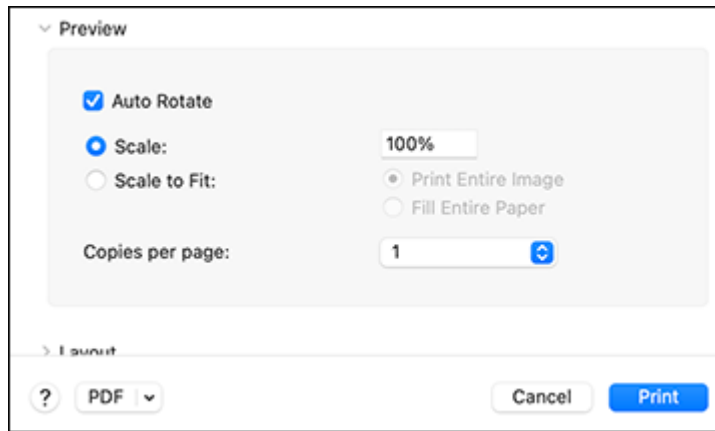 Preview
Auto Rotate
Scale: 100%
Scale to Fit: Print Entire Image
Fill Entire Paper
Copies per page: 1
Layout
? PDF Cancel Print